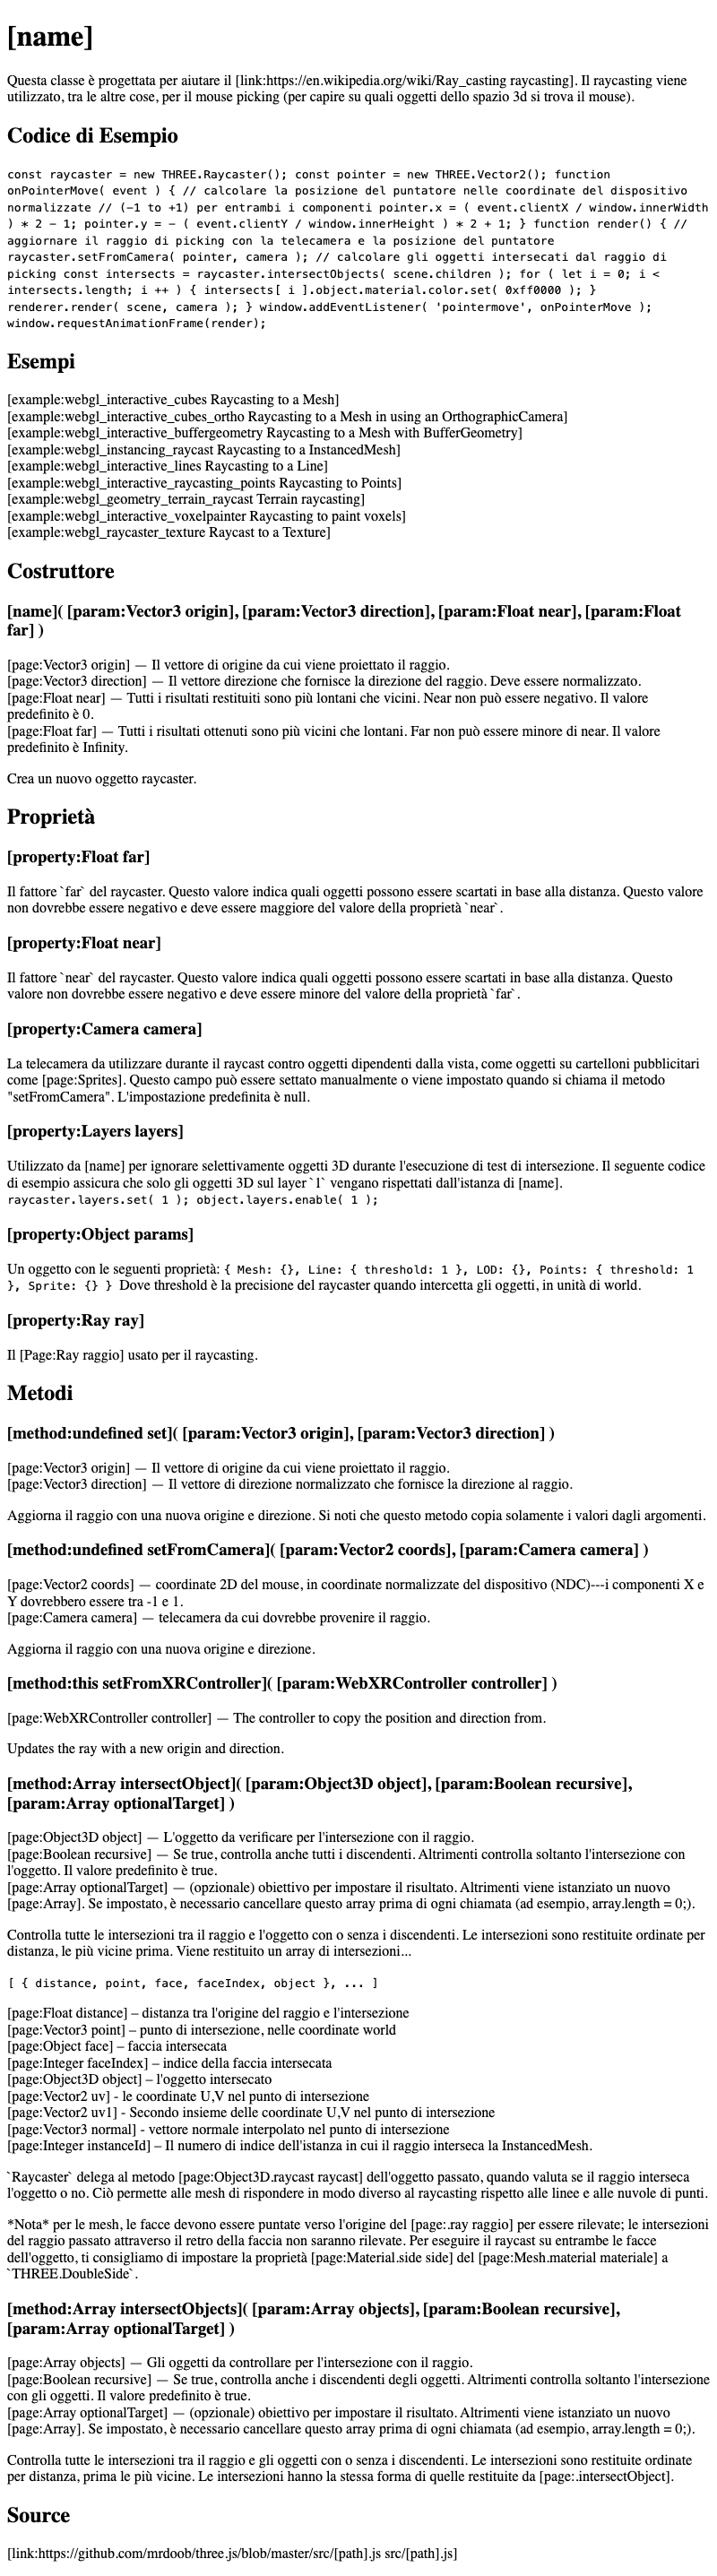 [name]
Questa classe è progettata per aiutare il [link:https://en.wikipedia.org/wiki/Ray_casting raycasting]. Il raycasting viene
utilizzato, tra le altre cose, per il mouse picking (per capire su quali oggetti dello spazio 3d si trova il mouse).
Codice di Esempio
const raycaster = new THREE.Raycaster(); const pointer = new THREE.Vector2(); function
onPointerMove( event ) { // calcolare la posizione del puntatore nelle coordinate del dispositivo
normalizzate // (-1 to +1) per entrambi i componenti pointer.x = ( event.clientX / window.innerWidth
) * 2 - 1; pointer.y = - ( event.clientY / window.innerHeight ) * 2 + 1; } function render() { //
aggiornare il raggio di picking con la telecamera e la posizione del puntatore
raycaster.setFromCamera( pointer, camera ); // calcolare gli oggetti intersecati dal raggio di
picking const intersects = raycaster.intersectObjects( scene.children ); for ( let i = 0; i <
intersects.length; i ++ ) { intersects[ i ].object.material.color.set( 0xff0000 ); }
renderer.render( scene, camera ); } window.addEventListener( 'pointermove', onPointerMove );
window.requestAnimationFrame(render);
Esempi
[example:webgl_interactive_cubes Raycasting to a Mesh]
[example:webgl_interactive_cubes_ortho Raycasting to a Mesh in using an OrthographicCamera]
[example:webgl_interactive_buffergeometry Raycasting to a Mesh with BufferGeometry]
[example:webgl_instancing_raycast Raycasting to a InstancedMesh]
[example:webgl_interactive_lines Raycasting to a Line]
[example:webgl_interactive_raycasting_points Raycasting to Points]
[example:webgl_geometry_terrain_raycast Terrain raycasting]
[example:webgl_interactive_voxelpainter Raycasting to paint voxels]
[example:webgl_raycaster_texture Raycast to a Texture]
Costruttore
[name]( [param:Vector3 origin], [param:Vector3 direction], [param:Float near], [param:Float
far] )
[page:Vector3 origin] — Il vettore di origine da cui viene proiettato il raggio.
[page:Vector3 direction] — Il vettore direzione che fornisce la direzione del raggio. Deve essere normalizzato.
[page:Float near] — Tutti i risultati restituiti sono più lontani che vicini. Near non può essere negativo. Il valore
predefinito è 0.
[page:Float far] — Tutti i risultati ottenuti sono più vicini che lontani. Far non può essere minore di near. Il valore
predefinito è Infinity.
Crea un nuovo oggetto raycaster.
Proprietà
[property:Float far]
Il fattore `far` del raycaster. Questo valore indica quali oggetti possono essere scartati in base alla distanza. Questo valore
non dovrebbe essere negativo e deve essere maggiore del valore della proprietà `near`.
[property:Float near]
Il fattore `near` del raycaster. Questo valore indica quali oggetti possono essere scartati in base alla distanza. Questo
valore non dovrebbe essere negativo e deve essere minore del valore della proprietà `far`.
[property:Camera camera]
La telecamera da utilizzare durante il raycast contro oggetti dipendenti dalla vista, come oggetti su cartelloni pubblicitari
come [page:Sprites]. Questo campo può essere settato manualmente o viene impostato quando si chiama il metodo
"setFromCamera". L'impostazione predefinita è null.
[property:Layers layers]
Utilizzato da [name] per ignorare selettivamente oggetti 3D durante l'esecuzione di test di intersezione. Il seguente codice
di esempio assicura che solo gli oggetti 3D sul layer `1` vengano rispettati dall'istanza di [name].
raycaster.layers.set( 1 ); object.layers.enable( 1 );
[property:Object params]
Un oggetto con le seguenti proprietà: { Mesh: {}, Line: { threshold: 1 }, LOD: {}, Points: { threshold: 1
}, Sprite: {} } Dove threshold è la precisione del raycaster quando intercetta gli oggetti, in unità di world.
[property:Ray ray]
Il [Page:Ray raggio] usato per il raycasting.
Metodi
[method:undefined set]( [param:Vector3 origin], [param:Vector3 direction] )
[page:Vector3 origin] — Il vettore di origine da cui viene proiettato il raggio.
[page:Vector3 direction] — Il vettore di direzione normalizzato che fornisce la direzione al raggio.
Aggiorna il raggio con una nuova origine e direzione. Si noti che questo metodo copia solamente i valori dagli argomenti.
[method:undefined setFromCamera]( [param:Vector2 coords], [param:Camera camera] )
[page:Vector2 coords] — coordinate 2D del mouse, in coordinate normalizzate del dispositivo (NDC)---i componenti X e
Y dovrebbero essere tra -1 e 1.
[page:Camera camera] — telecamera da cui dovrebbe provenire il raggio.
Aggiorna il raggio con una nuova origine e direzione.
[method:this setFromXRController]( [param:WebXRController controller] )
[page:WebXRController controller] — The controller to copy the position and direction from.
Updates the ray with a new origin and direction.
[method:Array intersectObject]( [param:Object3D object], [param:Boolean recursive],
[param:Array optionalTarget] )
[page:Object3D object] — L'oggetto da verificare per l'intersezione con il raggio.
[page:Boolean recursive] — Se true, controlla anche tutti i discendenti. Altrimenti controlla soltanto l'intersezione con
l'oggetto. Il valore predefinito è true.
[page:Array optionalTarget] — (opzionale) obiettivo per impostare il risultato. Altrimenti viene istanziato un nuovo
[page:Array]. Se impostato, è necessario cancellare questo array prima di ogni chiamata (ad esempio, array.length = 0;).
Controlla tutte le intersezioni tra il raggio e l'oggetto con o senza i discendenti. Le intersezioni sono restituite ordinate per
distanza, le più vicine prima. Viene restituito un array di intersezioni...
[ { distance, point, face, faceIndex, object }, ... ]
[page:Float distance] – distanza tra l'origine del raggio e l'intersezione
[page:Vector3 point] – punto di intersezione, nelle coordinate world
[page:Object face] – faccia intersecata
[page:Integer faceIndex] – indice della faccia intersecata
[page:Object3D object] – l'oggetto intersecato
[page:Vector2 uv] - le coordinate U,V nel punto di intersezione
[page:Vector2 uv1] - Secondo insieme delle coordinate U,V nel punto di intersezione
[page:Vector3 normal] - vettore normale interpolato nel punto di intersezione
[page:Integer instanceId] – Il numero di indice dell'istanza in cui il raggio interseca la InstancedMesh.
`Raycaster` delega al metodo [page:Object3D.raycast raycast] dell'oggetto passato, quando valuta se il raggio interseca
l'oggetto o no. Ciò permette alle mesh di rispondere in modo diverso al raycasting rispetto alle linee e alle nuvole di punti.
*Nota* per le mesh, le facce devono essere puntate verso l'origine del [page:.ray raggio] per essere rilevate; le intersezioni
del raggio passato attraverso il retro della faccia non saranno rilevate. Per eseguire il raycast su entrambe le facce
dell'oggetto, ti consigliamo di impostare la proprietà [page:Material.side side] del [page:Mesh.material materiale] a
`THREE.DoubleSide`.
[method:Array intersectObjects]( [param:Array objects], [param:Boolean recursive],
[param:Array optionalTarget] )
[page:Array objects] — Gli oggetti da controllare per l'intersezione con il raggio.
[page:Boolean recursive] — Se true, controlla anche i discendenti degli oggetti. Altrimenti controlla soltanto l'intersezione
con gli oggetti. Il valore predefinito è true.
[page:Array optionalTarget] — (opzionale) obiettivo per impostare il risultato. Altrimenti viene istanziato un nuovo
[page:Array]. Se impostato, è necessario cancellare questo array prima di ogni chiamata (ad esempio, array.length = 0;).
Controlla tutte le intersezioni tra il raggio e gli oggetti con o senza i discendenti. Le intersezioni sono restituite ordinate
per distanza, prima le più vicine. Le intersezioni hanno la stessa forma di quelle restituite da [page:.intersectObject].
Source
[link:https://github.com/mrdoob/three.js/blob/master/src/[path].js src/[path].js]